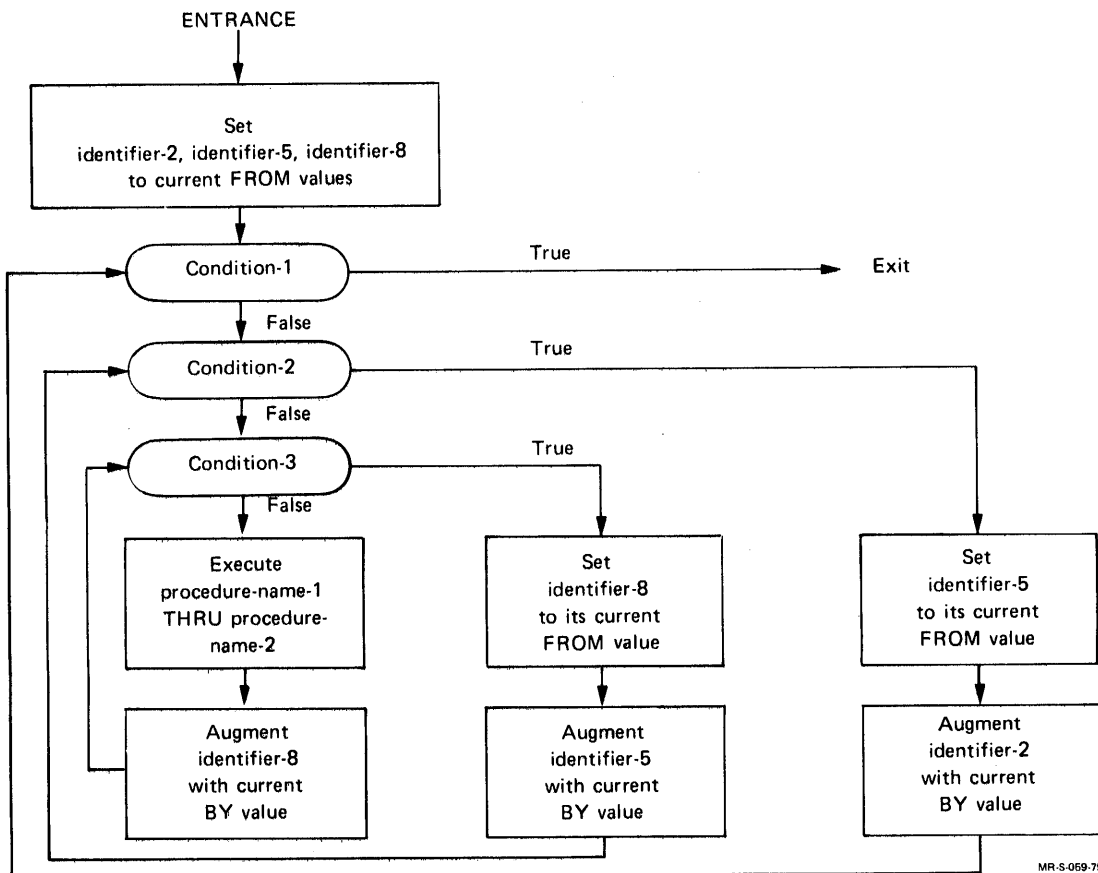 ENTRANCE
Set
identifier-2, identifier-5, identifier-8
to current FROM values
Condition-1
True
Exit
False
Condition-2
True
False
Condition-3
True
False
Execute
procedure-name-1
THRU procedure-
name-2
Set
identifier-8
to its current
FROM value
Set
identifier-5
to its current
FROM value
Augment
identifier-8
with current
BY value
Augment
identifier-5
with current
BY value
Augment
identifier-2
with current
BY value
MR-S-059-79